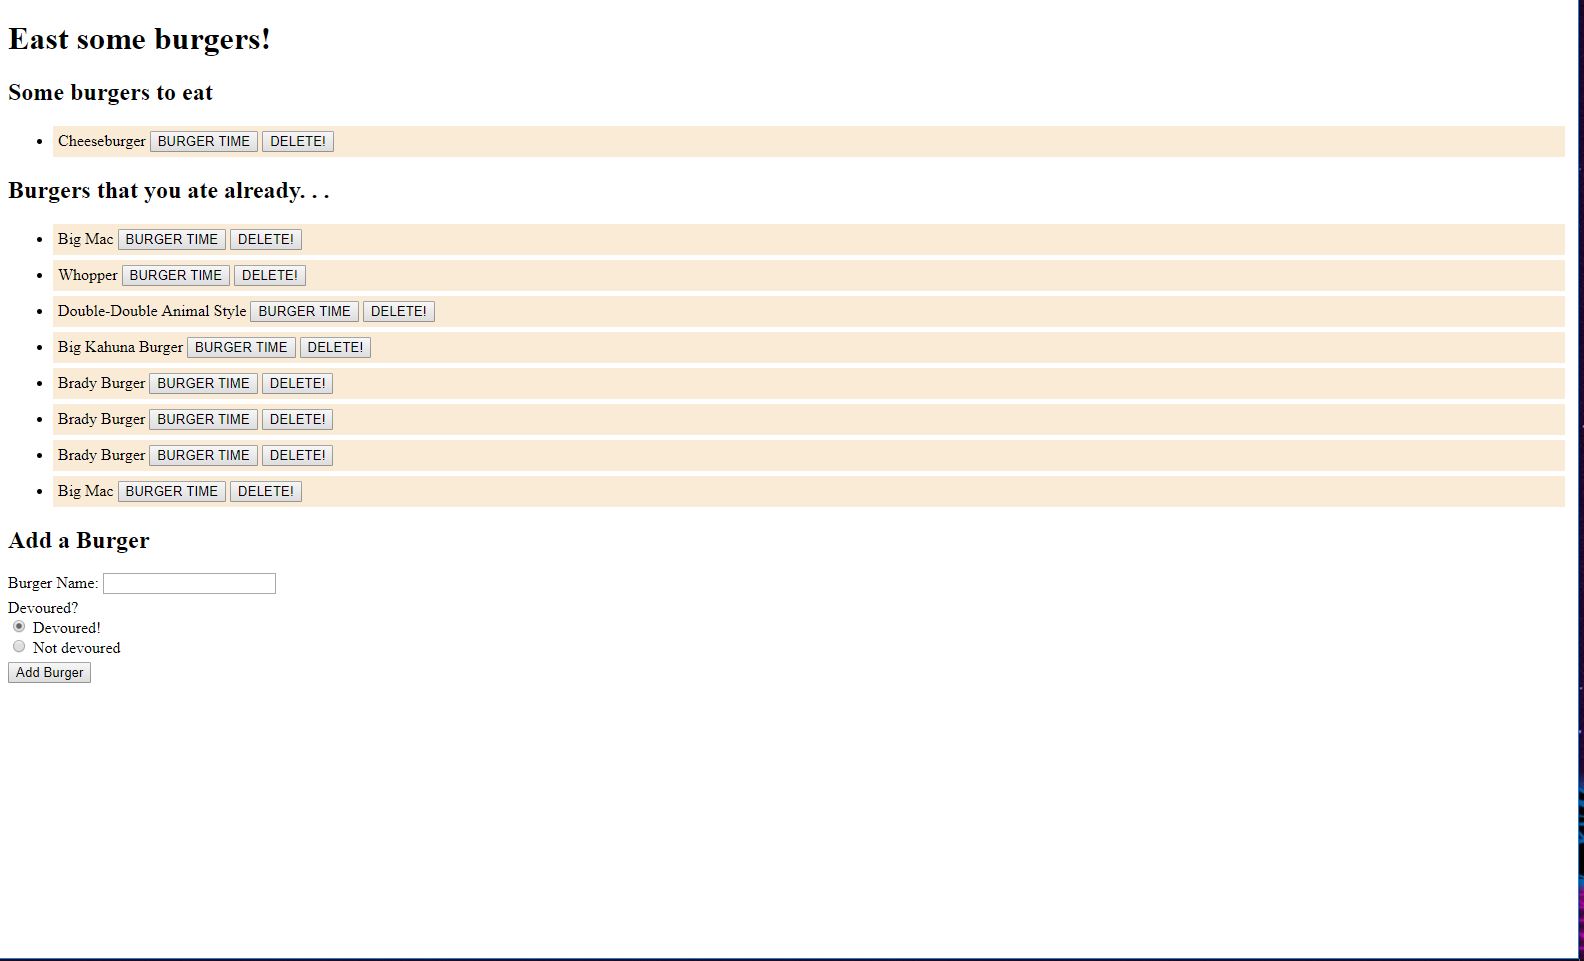 East some burgers!
Some burgers to eat
Cheeseburger BURGER TIME DELETE!
Burgers that you ate already. . .
Big Mac BURGER TIME DELETE!
Whopper BURGER TIME DELETE!
Double-Double Animal Style BURGER TIME DELETE!
Big Kahuna Burger BURGER TIME DELETE!
Brady Burger BURGER TIME DELETE!
Brady Burger BURGER TIME DELETE!
Brady Burger BURGER TIME DELETE!
Big Mac BURGER TIME DELETE!
Add a Burger
Burger Name:
Devoured?
Devoured!
Not devoured
Add Burger